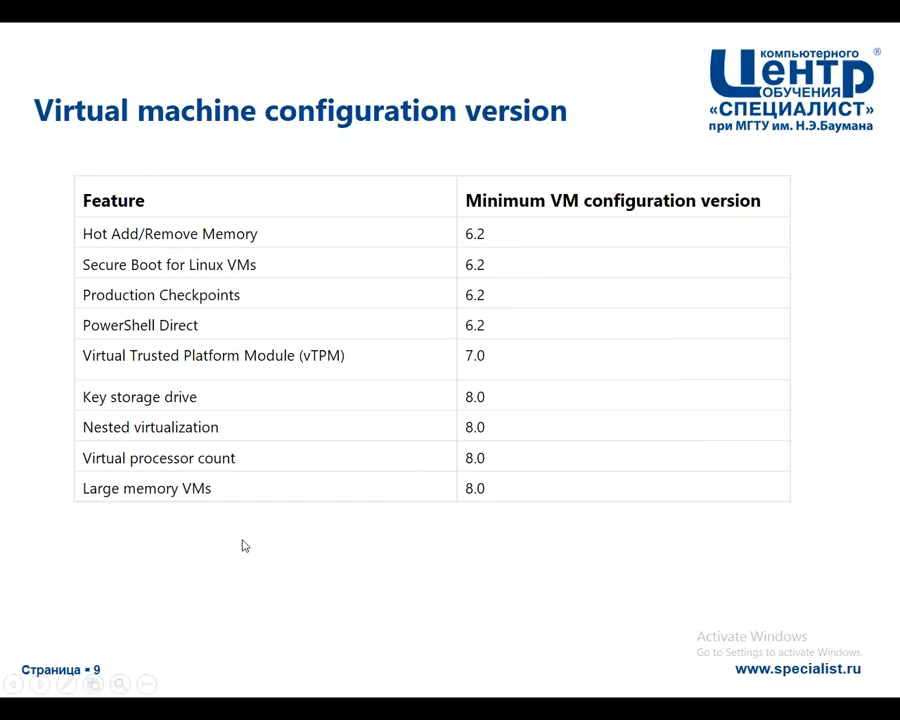 компьютерного
Центр
ОБУЧЕНИЯ
«СПЕЦИАЛИСТ»
при МГТУ им. Н.Э.Баумана
®
Virtual machine configuration version
Feature Minimum VM configuration version
Hot Add/Remove Memory 6.2
Secure Boot for Linux VMs 6.2
Production Checkpoints 6.2
PowerShell Direct 6.2
Virtual Trusted Platform Module (vTPM) 7.0
Key storage drive 8.0
Nested virtualization 8.0
Virtual processor count 8.0
Large memory VMs 8.0
Activate Windows
Go to Settings to activate Windows.
Страница ▪ 9
www.specialist.ru